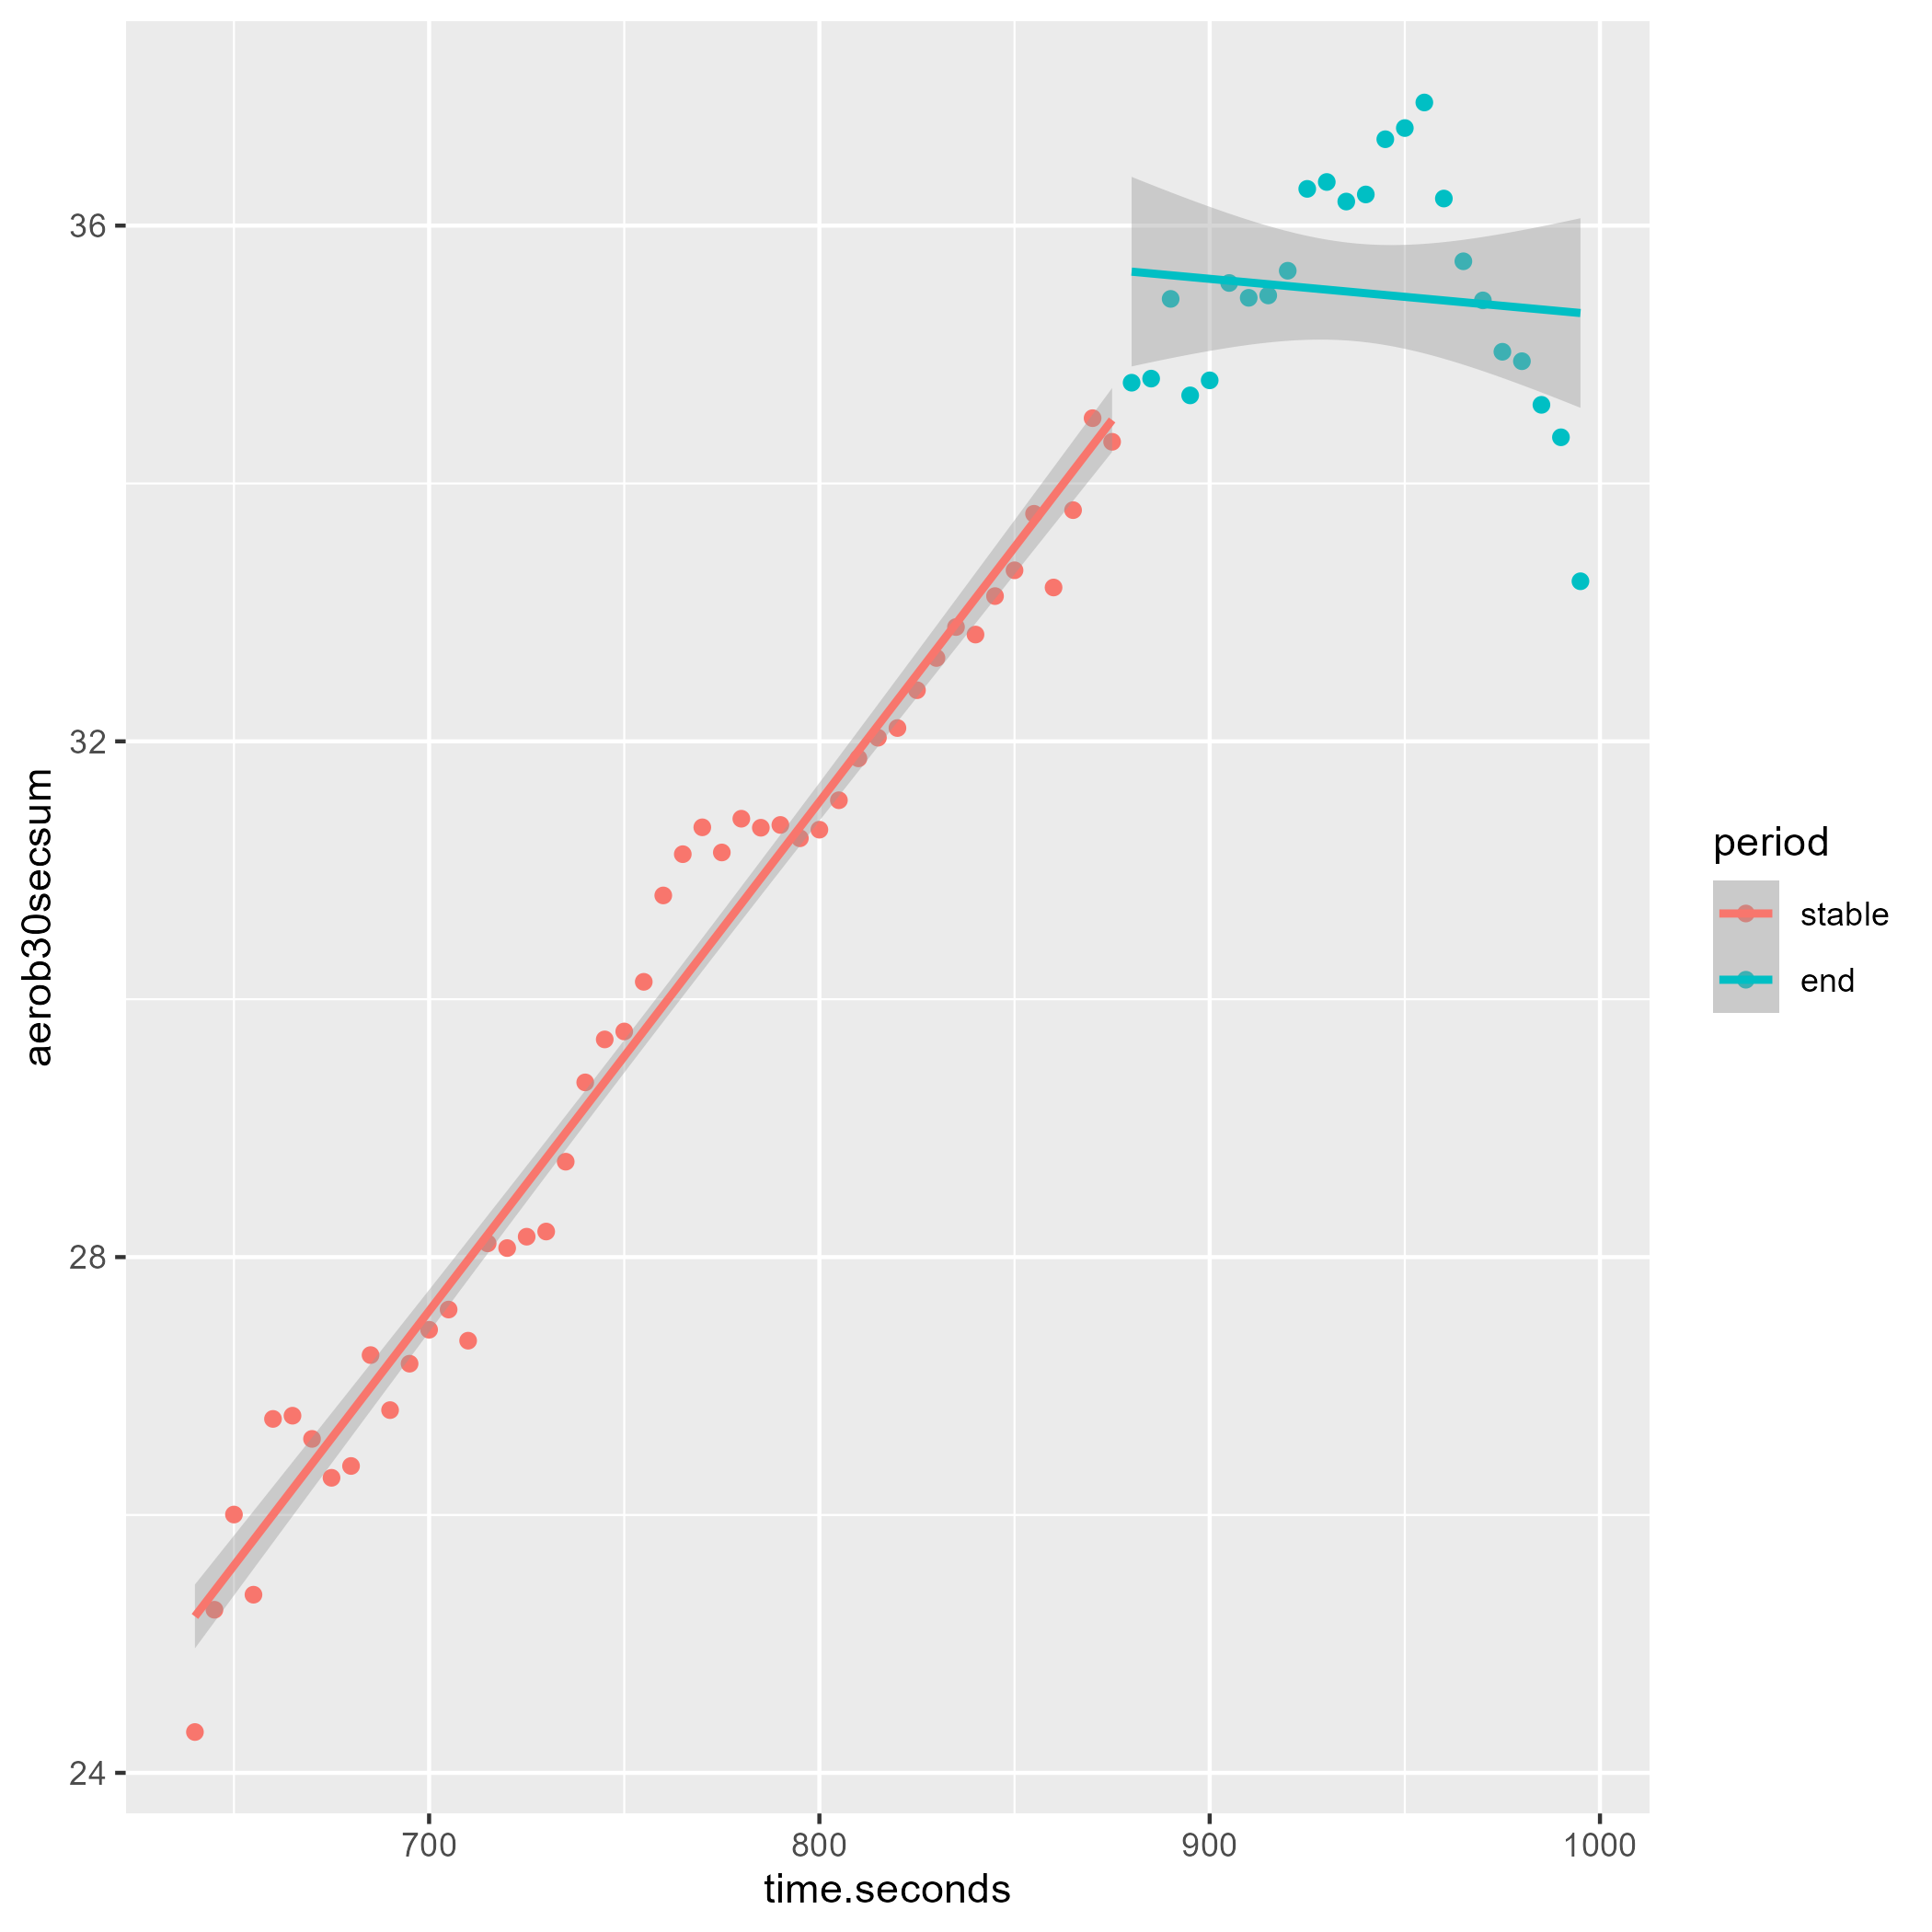 36
32
28
24
aerob30secsum
700
800
900
1000
time.seconds
period
stable
end